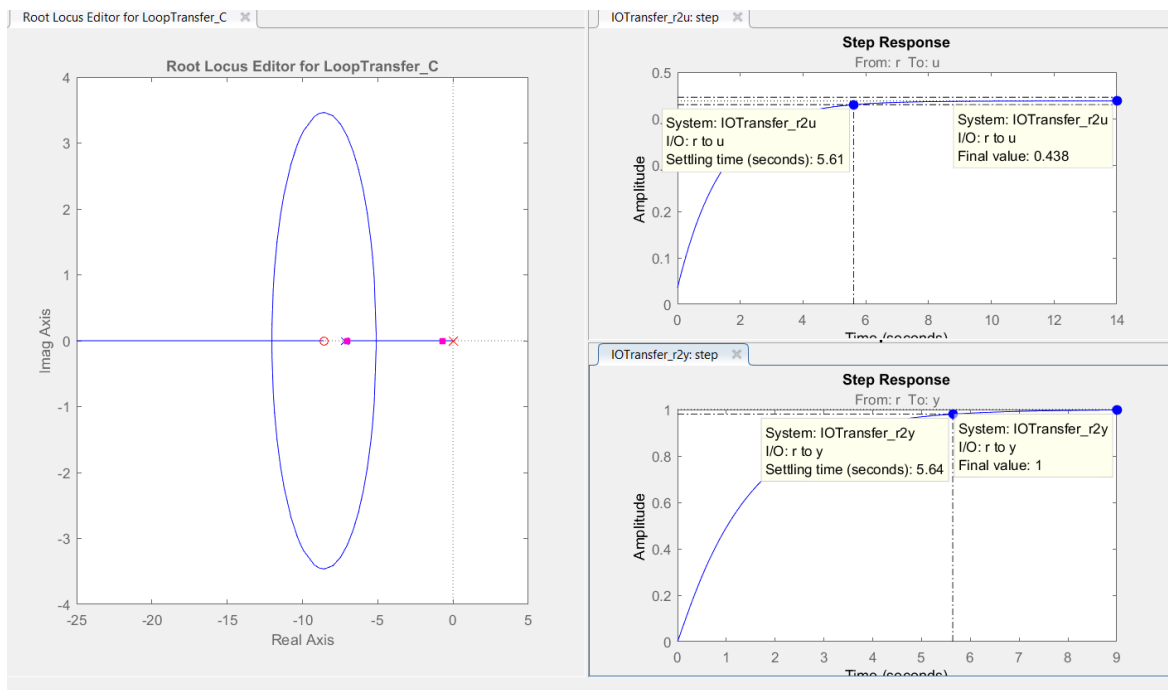 Root Locus Editor for LoopTransfer_C
Root Locus Editor for LoopTransfer_C
4
3
2
1
0
-1
-2
-3
-4
Imag Axis
-25
-20
-15
-10
-5
0
5
Real Axis
IOTransfer_r2u: step
Step Response
From: r To: u
0.5
0.2
0.1
0
Amplitude
System: IOTransfer_r2u
I/O: r to u
Settling time (seconds): 5.61
System: IOTransfer_r2u
I/O: r to u
Final value: 0.438
0
2
4
6
8
10
12
14
Time (seconds)
IOTransfer_r2y: step
Step Response
From: r To: y
1
0.8
0.6
0.4
0.2
0
Amplitude
System: IOTransfer_r2y
I/O: r to y
Settling time (seconds): 5.64
System: IOTransfer_r2y
I/O: r to y
Final value: 1
0
1
2
3
4
5
6
7
8
9
Time (seconds)